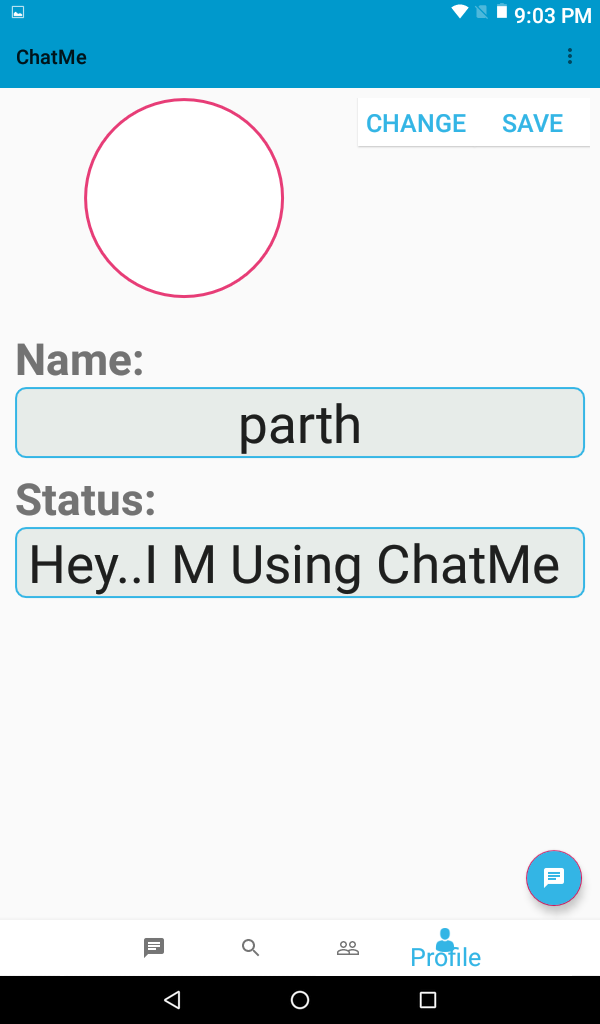 9:03 PM
ChatMe
CHANGE SAVE
Name:
parth
Status:
Hey..I M Using ChatMe
Profile